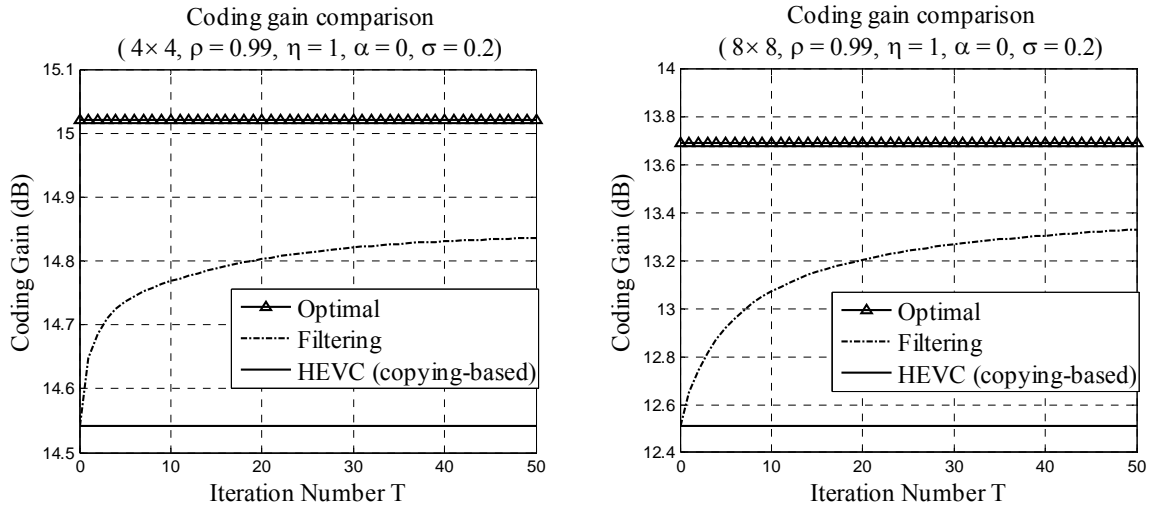 Coding gain comparison
( 4× 4, ρ = 0.99, η = 1, α = 0, σ = 0.2)
15.1
15
14.9
14.8
14.7
14.6
14.5
Coding Gain (dB)
Optimal
Filtering
HEVC (copying-based)
0 10 20 30 40 50
Iteration Number T
Coding gain comparison
( 8× 8, ρ = 0.99, η = 1, α = 0, σ = 0.2)
14
13.8
13.6
13.4
13.2
13
12.8
12.6
12.4
Coding Gain (dB)
Optimal
Filtering
HEVC (copying-based)
0 10 20 30 40 50
Iteration Number T